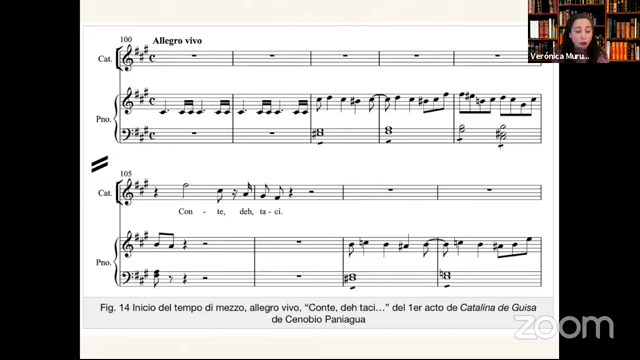 100
Allegro vivo
Cat.
Pno.
105
Cat.
Con - te, deh, ta - ci.
Pno.
Fig. 14 Inicio del tempo di mezzo, allegro vivo, “Conte, deh taci…” del 1er acto de Catalina de Guisa
de Cenobio Paniagua
Verónica Muru...
zoom